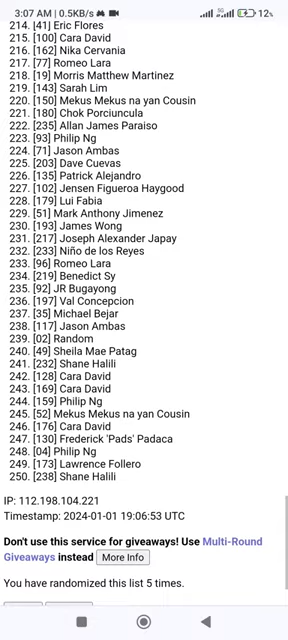 3:07 AM | 0.5KB/s
5G
12%
214. [41] Eric Flores
215. [100] Cara David
216. [162] Nika Cervania
217. [77] Romeo Lara
218. [19] Morris Matthew Martinez
219. [143] Sarah Lim
220. [150] Mekus Mekus na yan Cousin
221. [180] Chok Porciuncula
222. [235] Allan James Paraiso
223. [93] Philip Ng
224. [71] Jason Ambas
225. [203] Dave Cuevas
226. [135] Patrick Alejandro
227. [102] Jensen Figueroa Haygood
228. [179] Lui Fabia
229. [51] Mark Anthony Jimenez
230. [193] James Wong
231. [217] Joseph Alexander Japay
232. [233] Niño de los Reyes
233. [96] Romeo Lara
234. [219] Benedict Sy
235. [92] JR Bugayong
236. [197] Val Concepcion
237. [35] Michael Bejar
238. [117] Jason Ambas
239. [02] Random
240. [49] Sheila Mae Patag
241. [232] Shane Halili
242. [128] Cara David
243. [169] Cara David
244. [159] Philip Ng
245. [52] Mekus Mekus na yan Cousin
246. [176] Cara David
247. [130] Frederick 'Pads' Padaca
248. [04] Philip Ng
249. [173] Lawrence Follero
250. [238] Shane Halili
IP: 112.198.104.221
Timestamp: 2024-01-01 19:06:53 UTC
Don't use this service for giveaways! Use Multi-Round
Giveaways instead More Info
You have randomized this list 5 times.